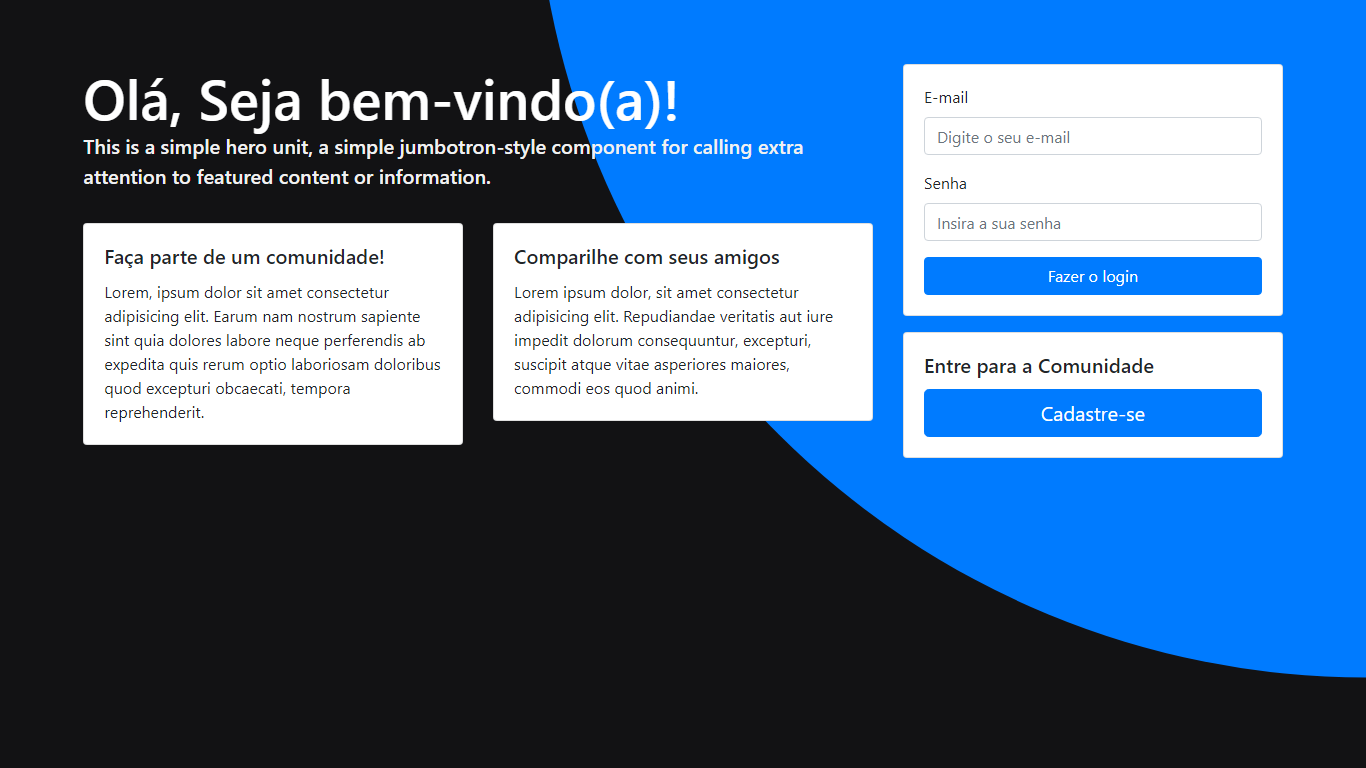 Olá, Seja bem-vindo(a)!
This is a simple hero unit, a simple jumbotron-style component for calling extra
attention to featured content or information.
Faça parte de um comunidade!
Lorem, ipsum dolor sit amet consectetur
adipisicing elit. Earum nam nostrum sapiente
sint quia dolores labore neque perferendis ab
expedita quis rerum optio laboriosam doloribus
quod excepturi obcaecati, tempora
reprehenderit.
Comparilhe com seus amigos
Lorem ipsum dolor, sit amet consectetur
adipisicing elit. Repudiandae veritatis aut iure
impedit dolorum consequuntur, excepturi,
suscipit atque vitae asperiores maiores,
commodi eos quod animi.
E-mail
Digite o seu e-mail
Senha
Insira a sua senha
Fazer o login
Entre para a Comunidade
Cadastre-se